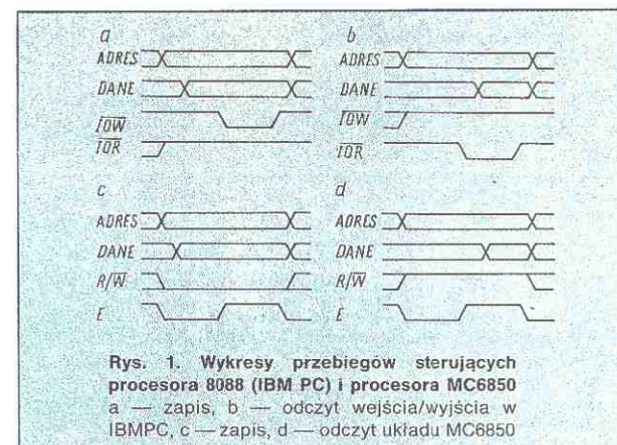 a
ADRES
DANE
IOW
IOR
b
ADRES
DANE
IOW
IOR
c
ADRES
DANE
R/W
E
d
ADRES
DANE
R/W
E
Rys. 1. Wykresy przebiegów sterujących
procesora 8088 (IBM PC) i procesora MC6850
a — zapis, b — odczyt wejścia/wyjścia w
IBMPC, c — zapis, d — odczyt układu MC6850